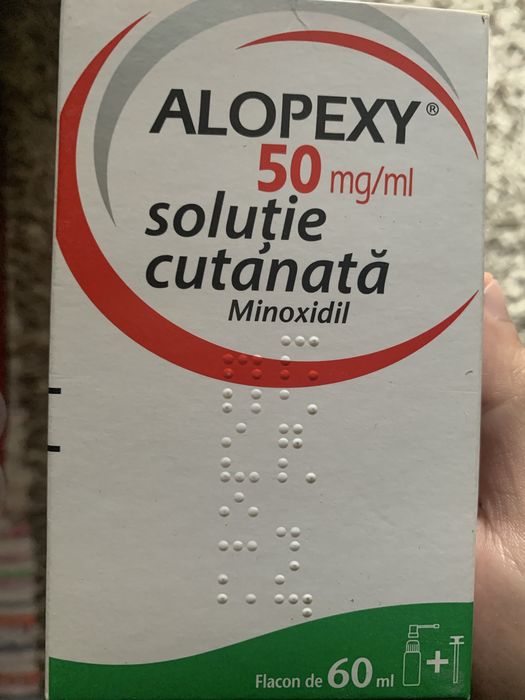 ALOPEXY®
50 mg/ml
soluție
cutanată
Minoxidil
Flacon de 60 ml